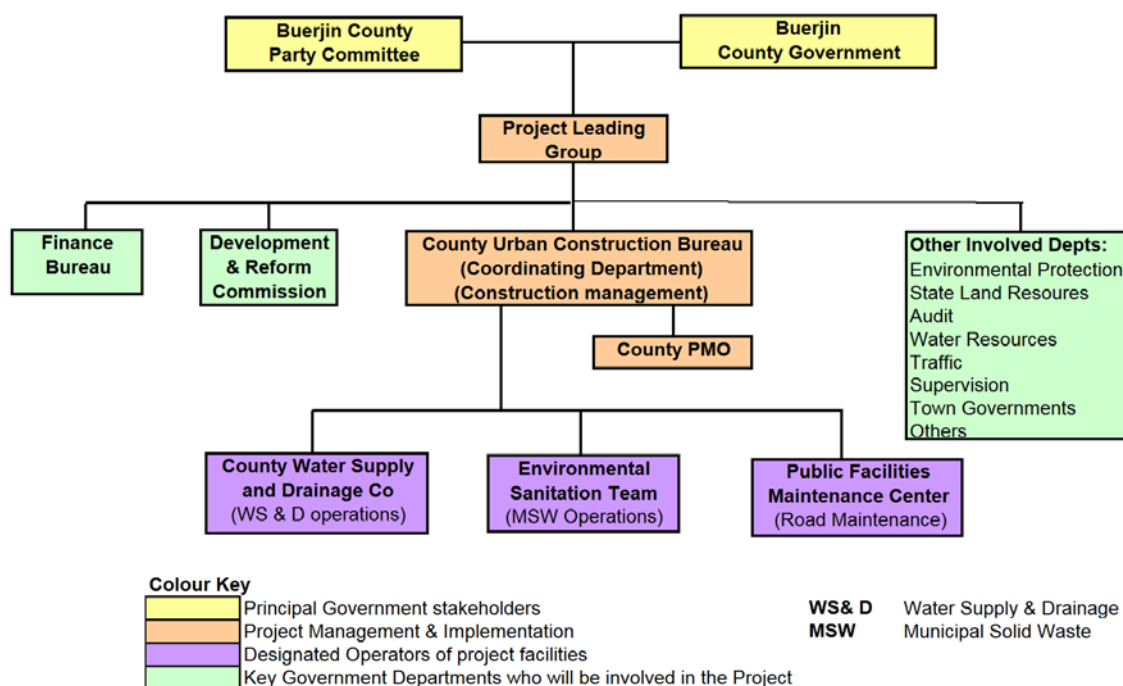 Buerjin County
Party Committee
Buerjin
County Government
Project Leading
Group
Finance
Bureau
Development
& Reform
Commission
County Urban Construction Bureau
(Coordinating Department)
(Construction management)
County PMO
Other Involved Depts:
Environmental Protection
State Land Resoures
Audit
Water Resources
Traffic
Supervision
Town Governments
Others
County Water Supply
and Drainage Co
(WS & D operations)
Environmental
Sanitation Team
(MSW Operations)
Public Facilities
Maintenance Center
(Road Maintenance)
Colour Key
Principal Government stakeholders
Project Management & Implementation
Designated Operators of project facilities
Key Government Departments who will be involved in the Project
WS& D Water Supply & Drainage
MSW Municipal Solid Waste